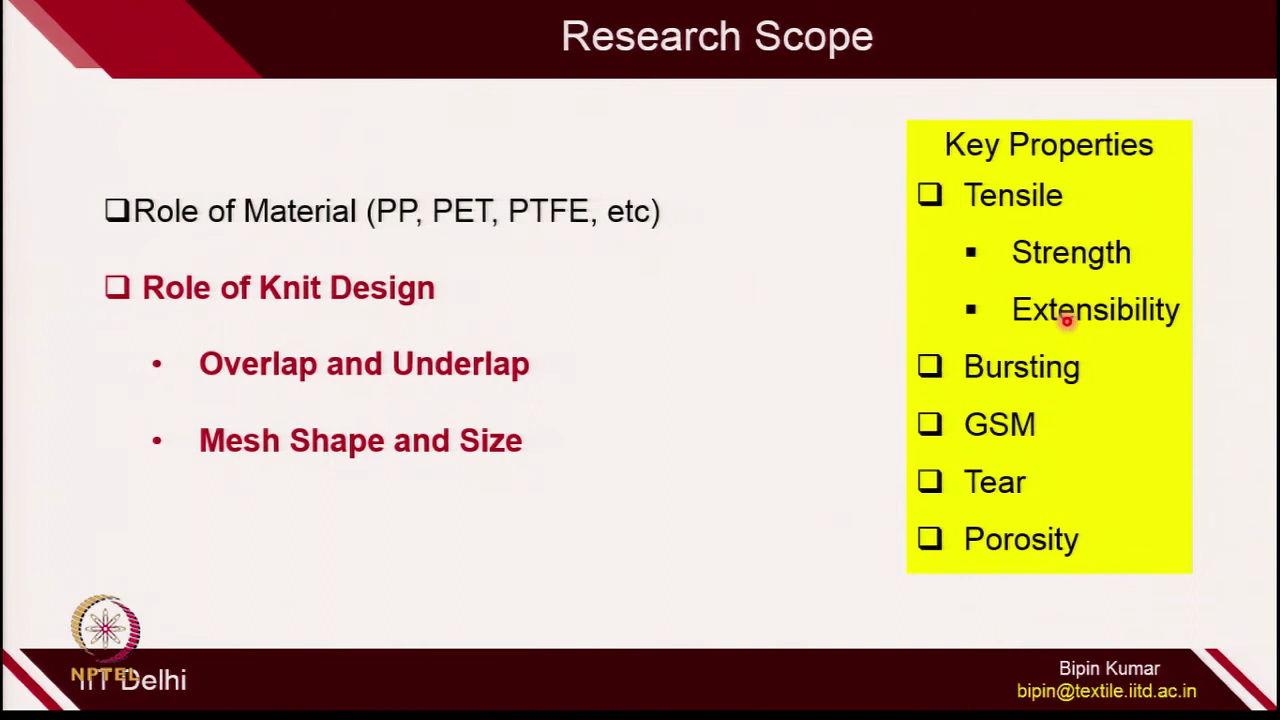 Research Scope
❑Role of Material (PP, PET, PTFE, etc)
❑ Role of Knit Design
• Overlap and Underlap
• Mesh Shape and Size
Key Properties
❑ Tensile
▪ Strength
▪ Extensibility
❑ Bursting
❑ GSM
❑ Tear
❑ Porosity
NPTEL
IIT Delhi
Bipin Kumar
bipin@textile.iitd.ac.in